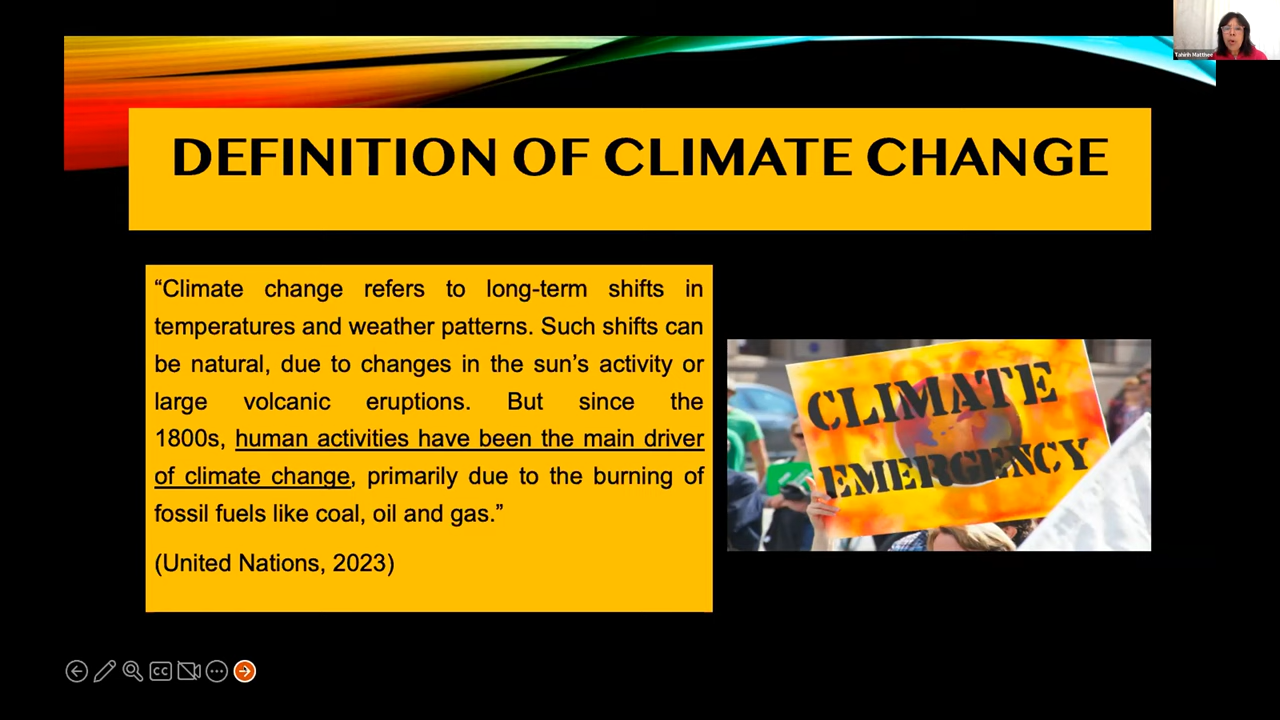 Tahirih Matthee
DEFINITION OF CLIMATE CHANGE
“Climate change refers to long-term shifts in
temperatures and weather patterns. Such shifts can
be natural, due to changes in the sun’s activity or
large volcanic eruptions. But since the
1800s, human activities have been the main driver
of climate change, primarily due to the burning of
fossil fuels like coal, oil and gas.”
(United Nations, 2023)
CLIMATE
EMERGENCY
CC